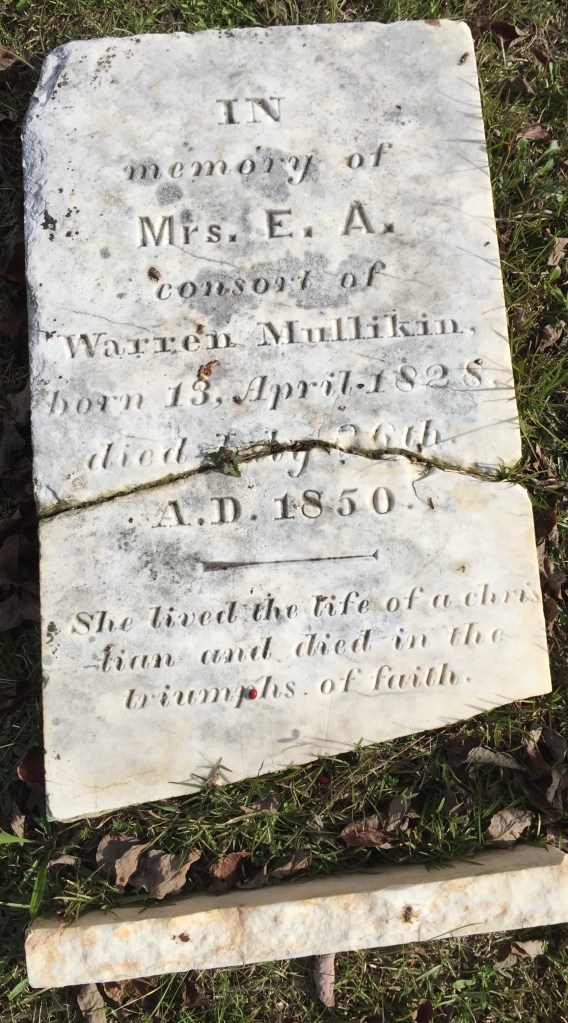 IN
memory of
Mrs. E. A.
consort of
Warren Mullikin,
born 13, April. 1828.
died July 26th.
A.D. 1850.
She lived the life of a chris
tian and died in the
triumphs of faith.